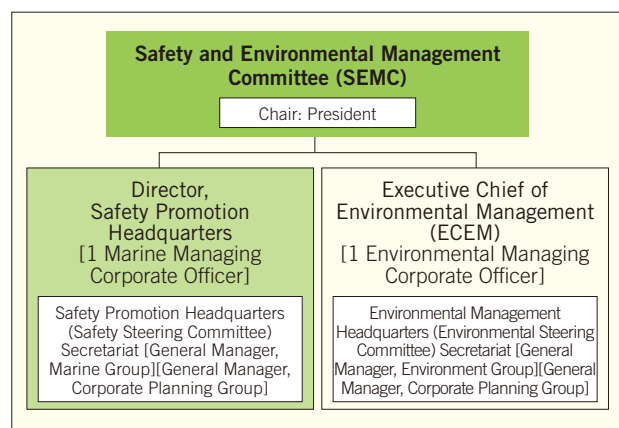 Safety and Environmental Management
Committee (SEMC)
Chair: President
Director,
Safety Promotion
Headquarters
[1 Marine Managing
Corporate Officer]
Safety Promotion Headquarters
(Safety Steering Committee)
Secretariat [General Manager,
Marine Group][General Manager,
Corporate Planning Group]
Executive Chief of
Environmental Management
(ECEM)
[1 Environmental Managing
Corporate Officer]
Environmental Management
Headquarters (Environmental Steering
Committee) Secretariat [General
Manager, Environment Group][General
Manager, Corporate Planning Group]